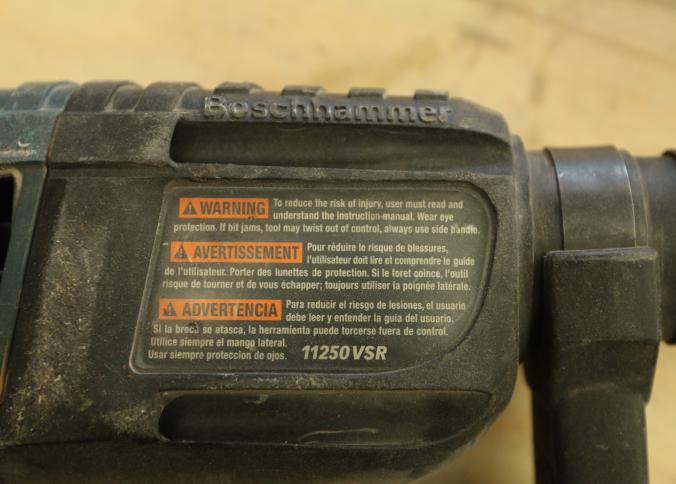 Boschhammer
WARNING To reduce the risk of injury, user must read and
understand the instruction manual. Wear eye
protection. If bit jams, tool may twist out of control, always use side handle.
AVERTISSEMENT Pour réduire le risque de blessures,
l'utilisateur doit lire et comprendre le guide
de l'utilisateur. Porter des lunettes de protection. Si le foret coince, l'outil
risque de tourner et de vous échapper; toujours utiliser la poignée latérale.
ADVERTENCIA Para reducir el riesgo de lesiones, el usuario
debe leer y entender la guia del usuario.
Si la broca se atasca, la herramienta puede torcerse fuera de control.
Utilice siempre el mango lateral.
Usar siempre proteccion de ojos. 11250VSR